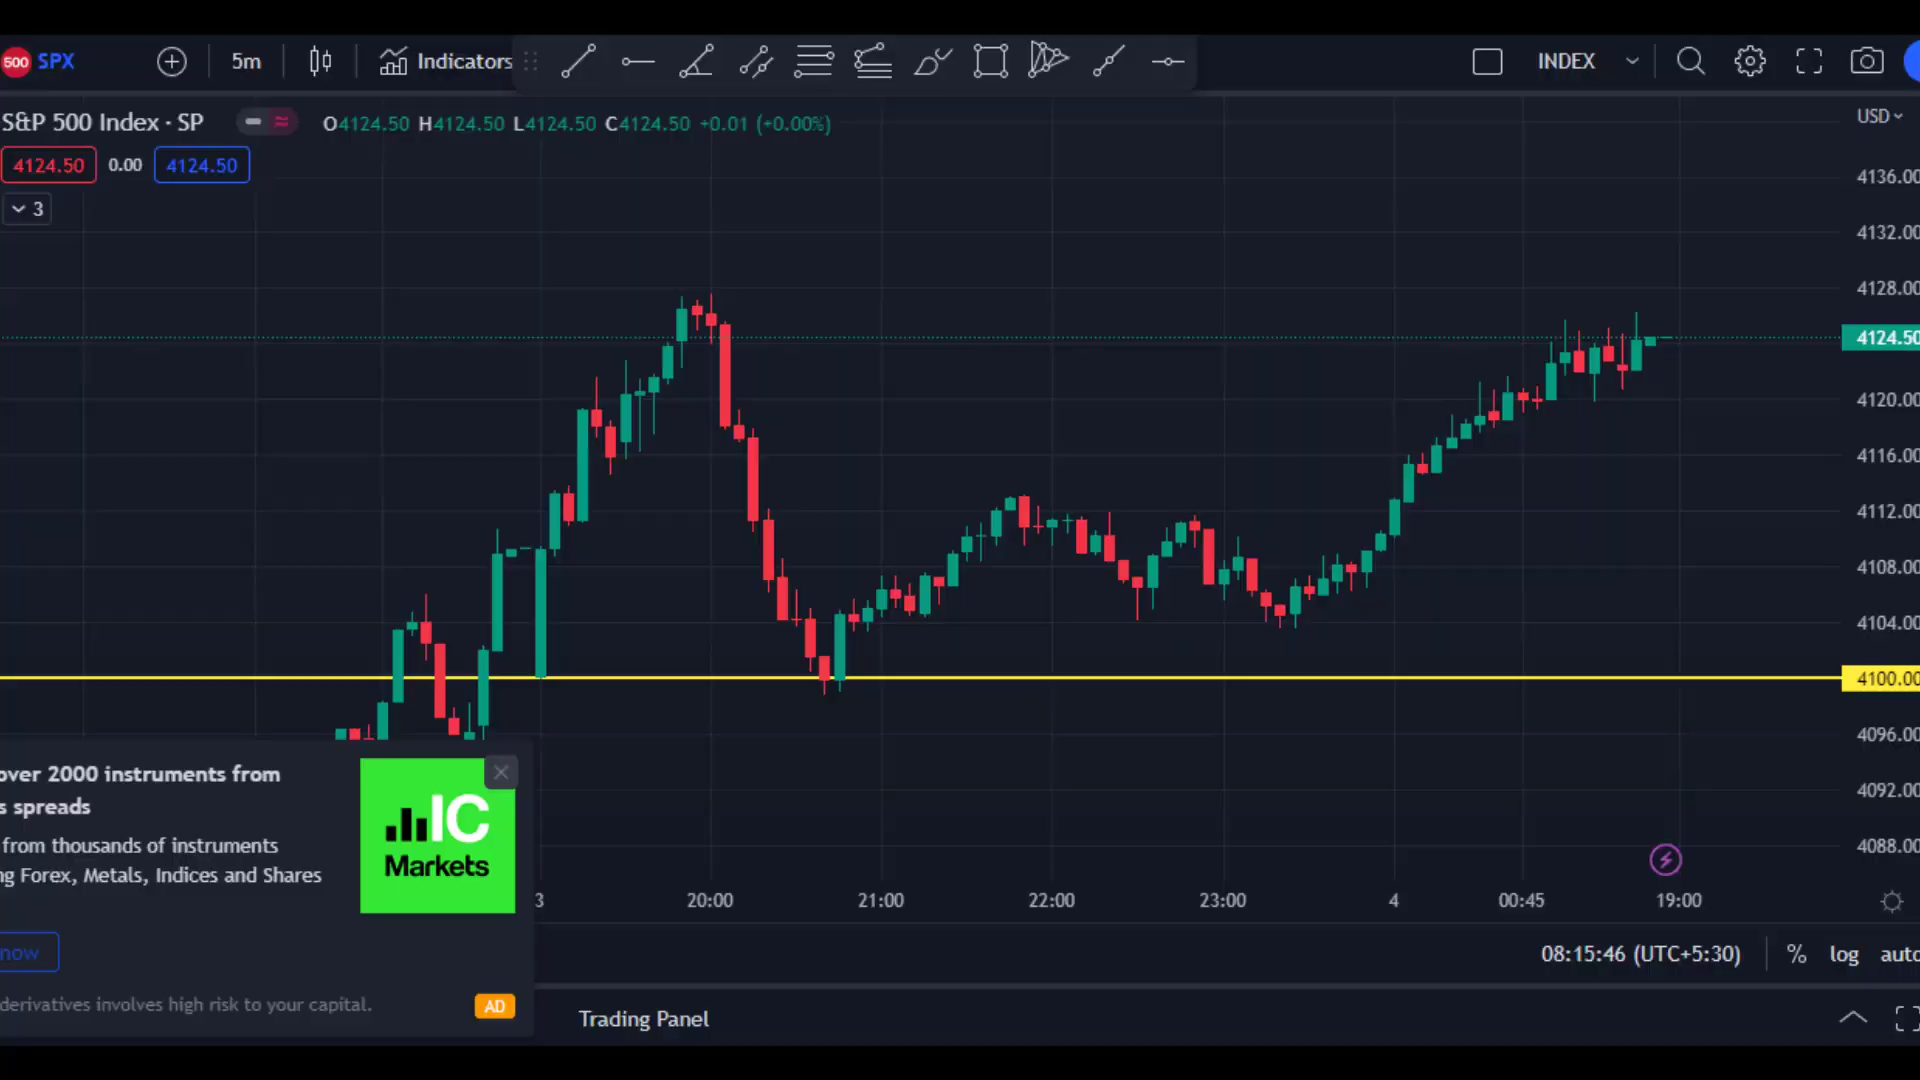 500 SPX 5m Indicators INDEX
S&P 500 Index · SP O4124.50 H4124.50 L4124.50 C4124.50 +0.01 (+0.00%) USD
4124.50 0.00 4124.50
3
4136.00
4132.00
4128.00
4124.50
4120.00
4116.00
4112.00
4108.00
4104.00
4100.00
4096.00
4092.00
4088.00
over 2000 instruments from
s spreads
from thousands of instruments
ng Forex, Metals, Indices and Shares
IC
Markets
now
derivatives involves high risk to your capital.
AD
3 20:00 21:00 22:00 23:00 4 00:45 19:00
08:15:46 (UTC+5:30) % log auto
Trading Panel